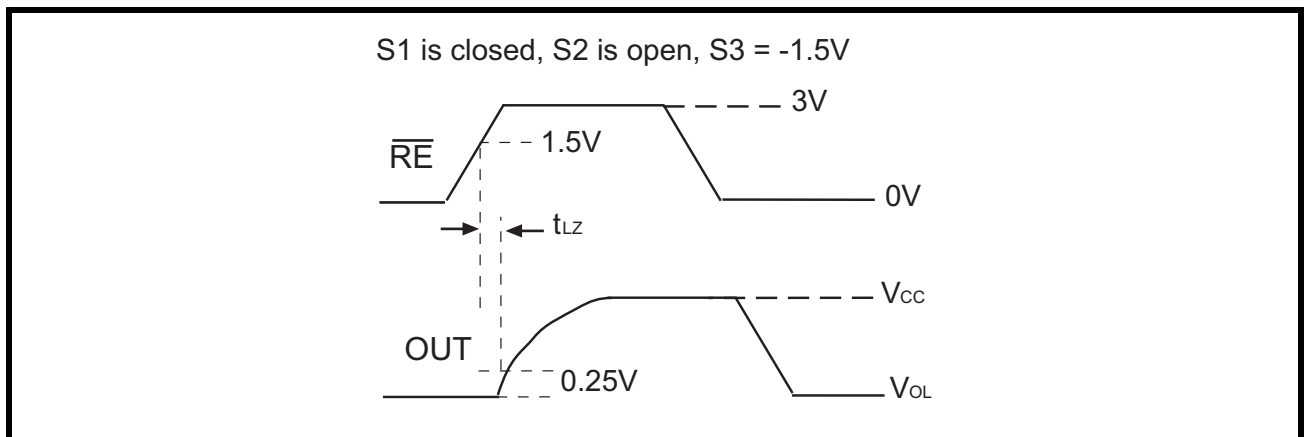 S1 is closed, S2 is open, S3 = -1.5V
3V
1.5V
RE
0V
tLZ
VCC
OUT
0.25V
VOL